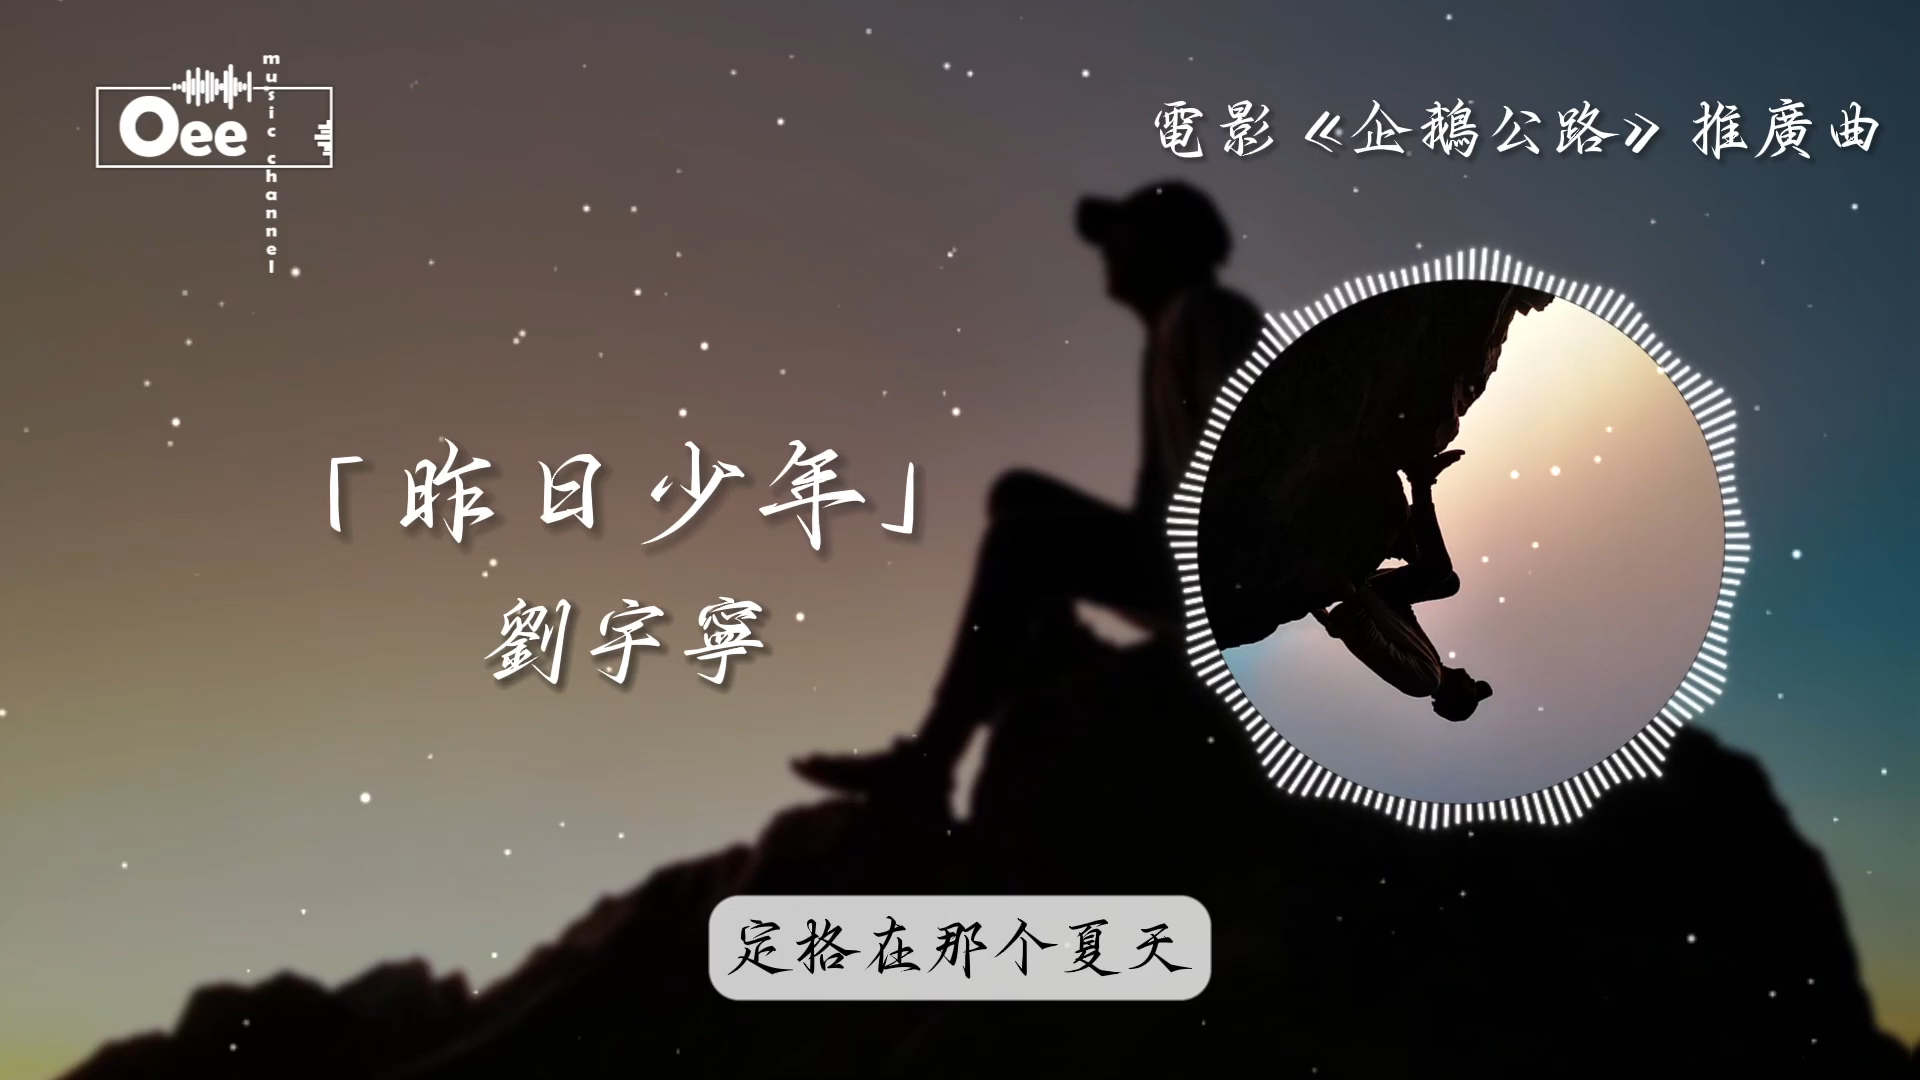 Oee
music channel
電影《企鵝公路》推廣曲
「昨日少年」
劉宇寧
定格在那个夏天